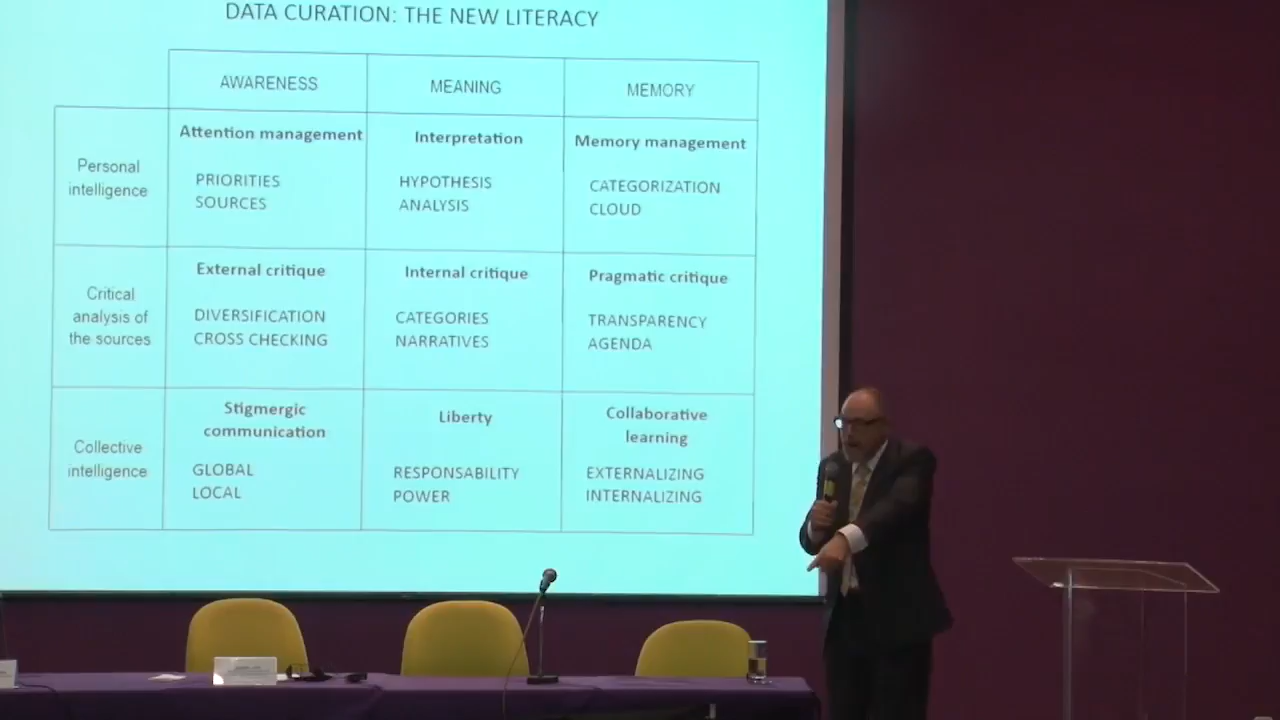 DATA CURATION: THE NEW LITERACY
AWARENESS
MEANING
MEMORY
Personal
intelligence
Attention management
PRIORITIES
SOURCES
Interpretation
HYPOTHESIS
ANALYSIS
Memory management
CATEGORIZATION
CLOUD
Critical
analysis of
the sources
External critique
DIVERSIFICATION
CROSS CHECKING
Internal critique
CATEGORIES
NARRATIVES
Pragmatic critique
TRANSPARENCY
AGENDA
Collective
intelligence
Stigmergic
communication
GLOBAL
LOCAL
Liberty
RESPONSABILITY
POWER
Collaborative
learning
EXTERNALIZING
INTERNALIZING